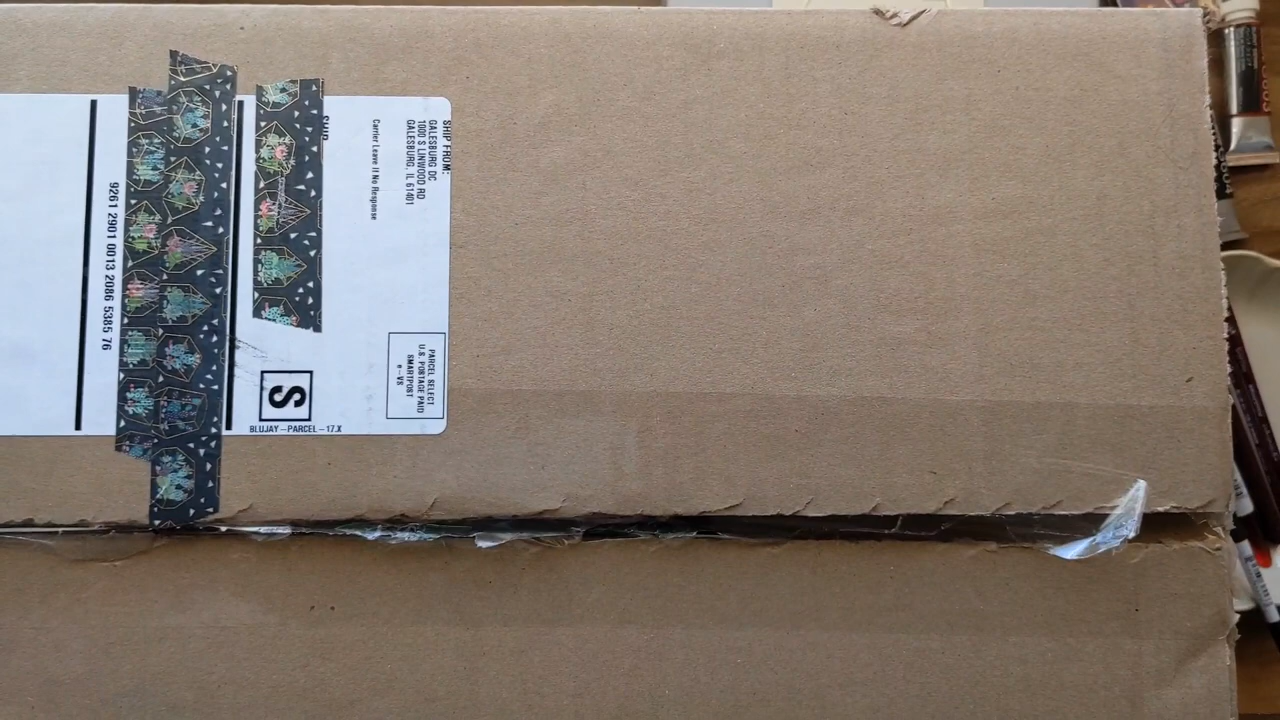 SHIP FROM:
GALESBURG DC
1000 S LINWOOD RD
GALESBURG, IL 61401
Carrier Leave If No Response
PARCEL SELECT
U.S. POSTAGE PAID
SMARTPOST
e-VS
SHIP
S
BLUJAY-PARCEL-17.X
9261 2901 0013 2086 5385 76